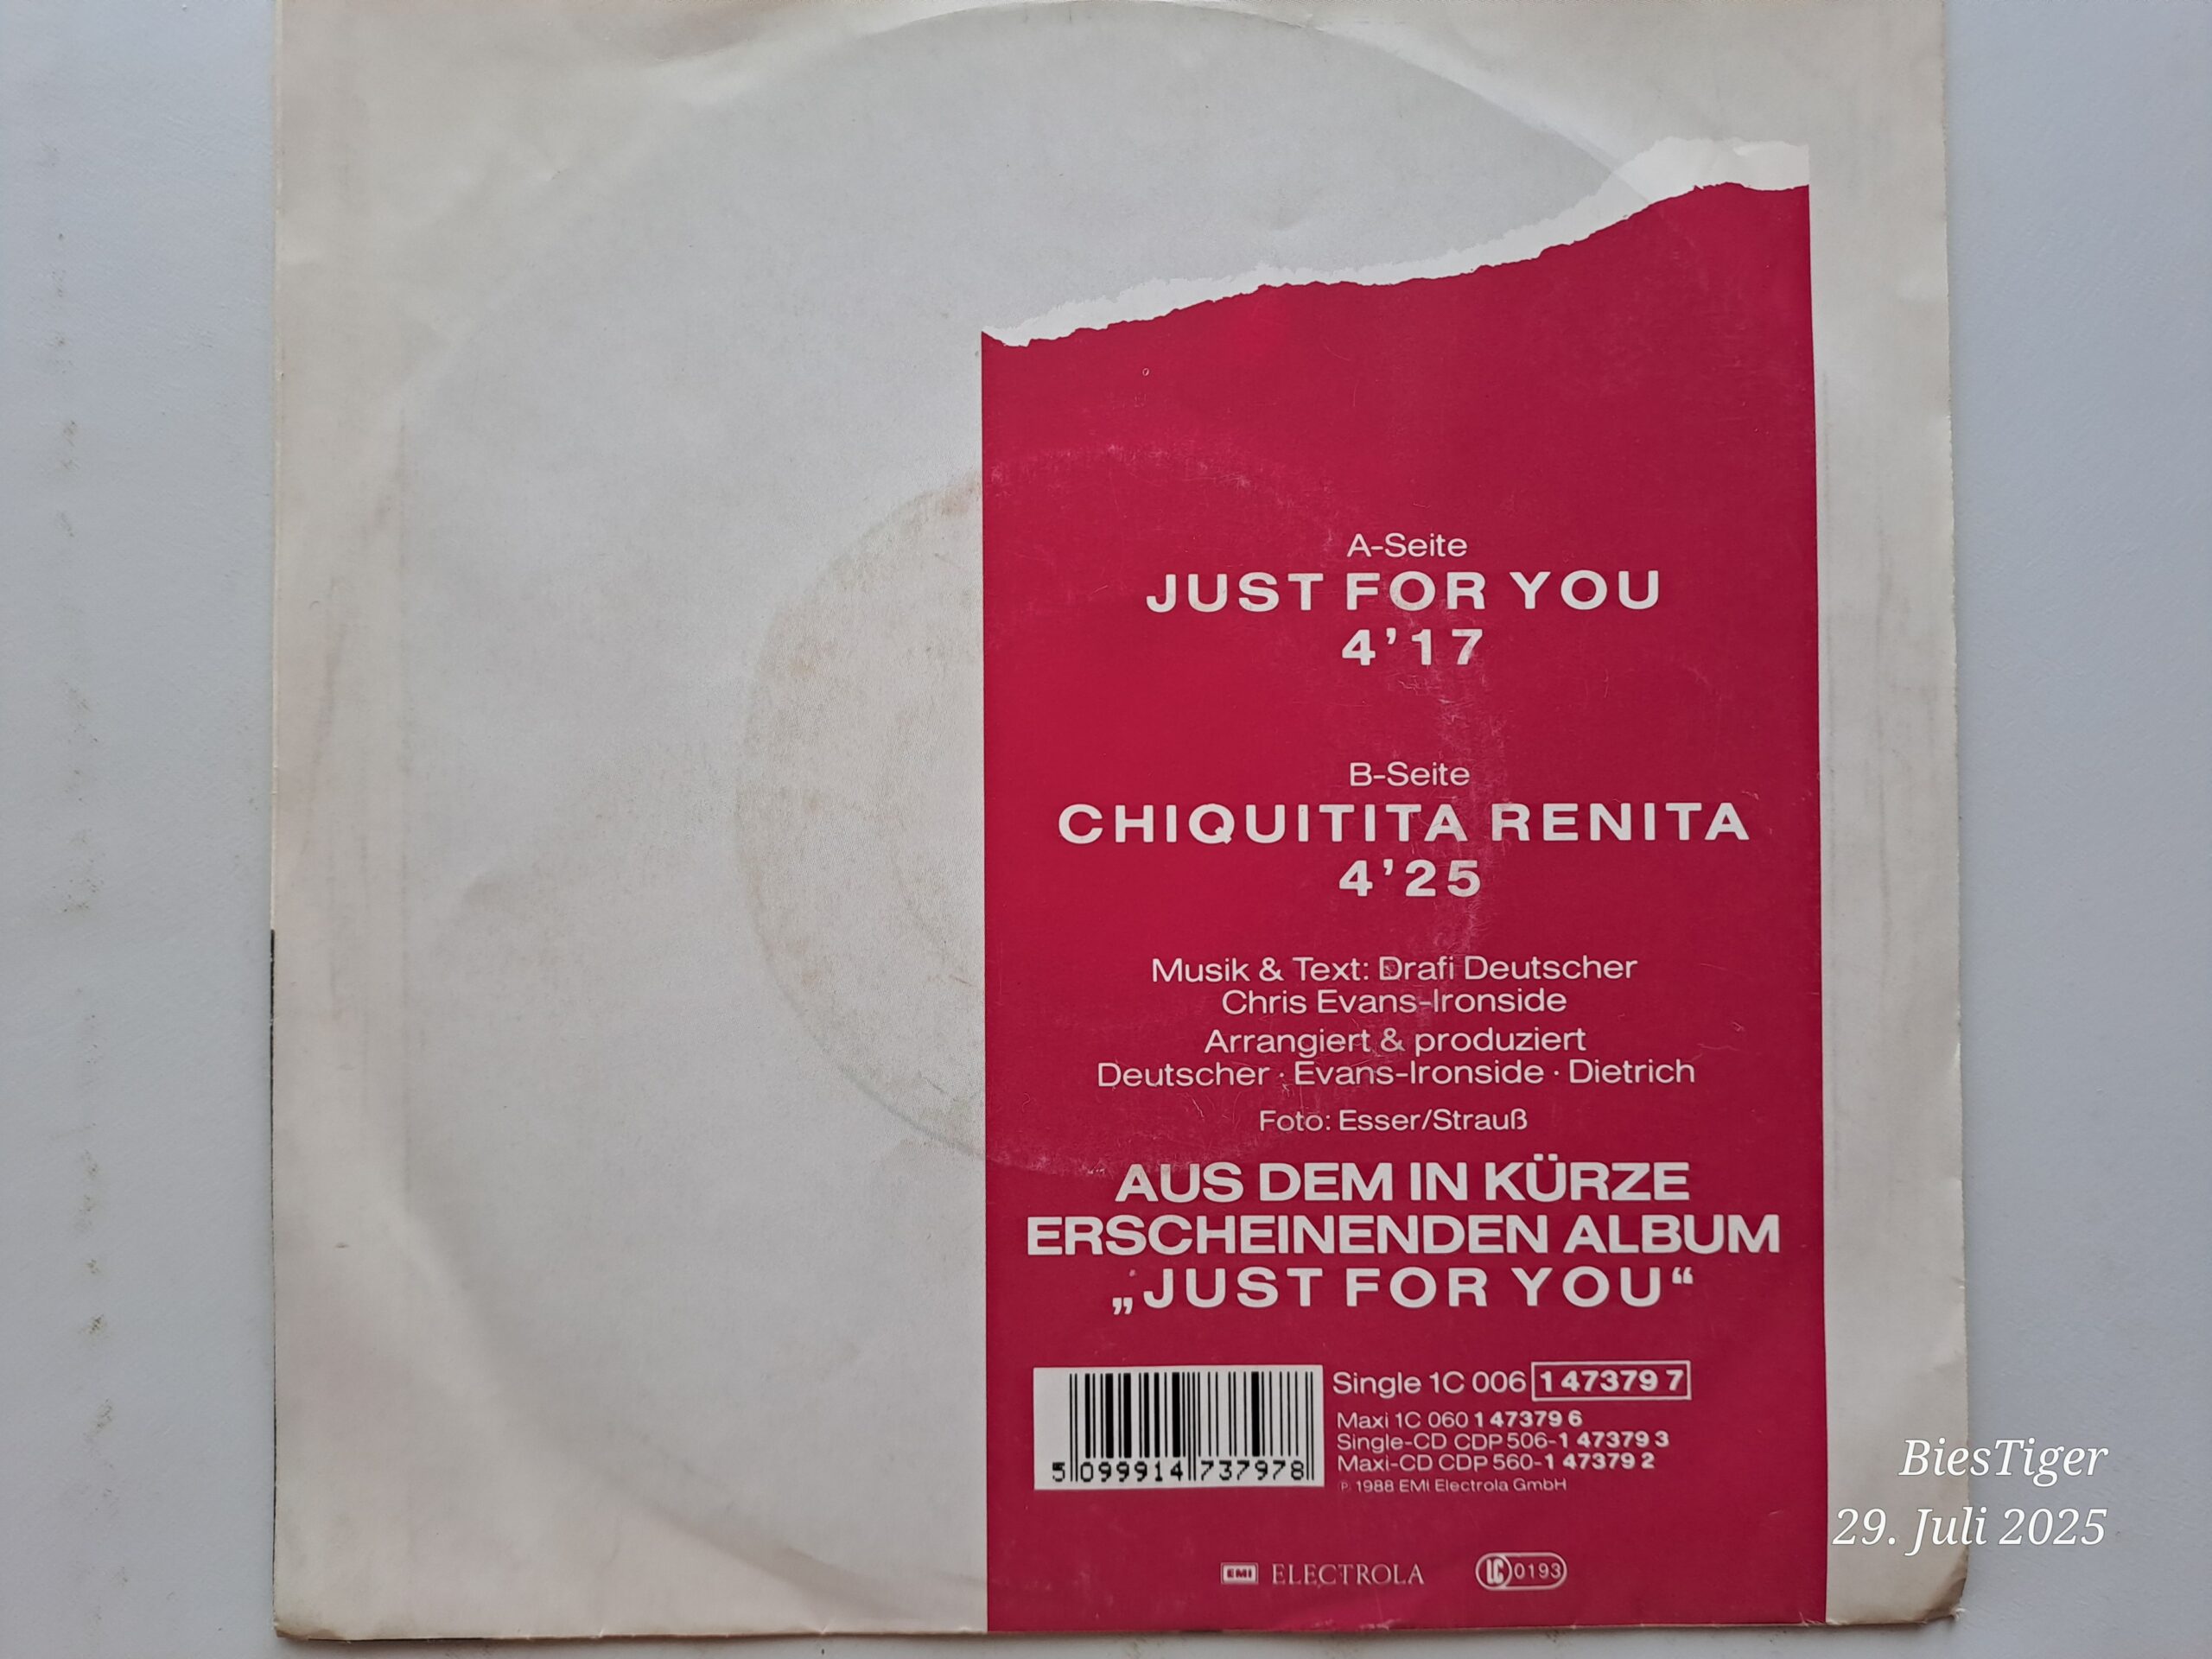 A-Seite
JUST FOR YOU
4’17
B-Seite
CHIQUITITA RENITA
4’25
Musik & Text: Drafi Deutscher
Chris Evans-Ironside
Arrangiert & produziert
Deutscher · Evans-Ironside · Dietrich
Foto: Esser/Strauß
AUS DEM IN KÜRZE
ERSCHEINENDEN ALBUM
„JUST FOR YOU“
Single 1C 006 1 47379 7
Maxi 1C 060 1 47379 6
Single-CD CDP 506-1 47379 3
Maxi-CD CDP 560-1 47379 2
℗ 1988 EMI Electrola GmbH
5 099914 737978
EMI ELECTROLA LC 0193
BiesTiger
29. Juli 2025